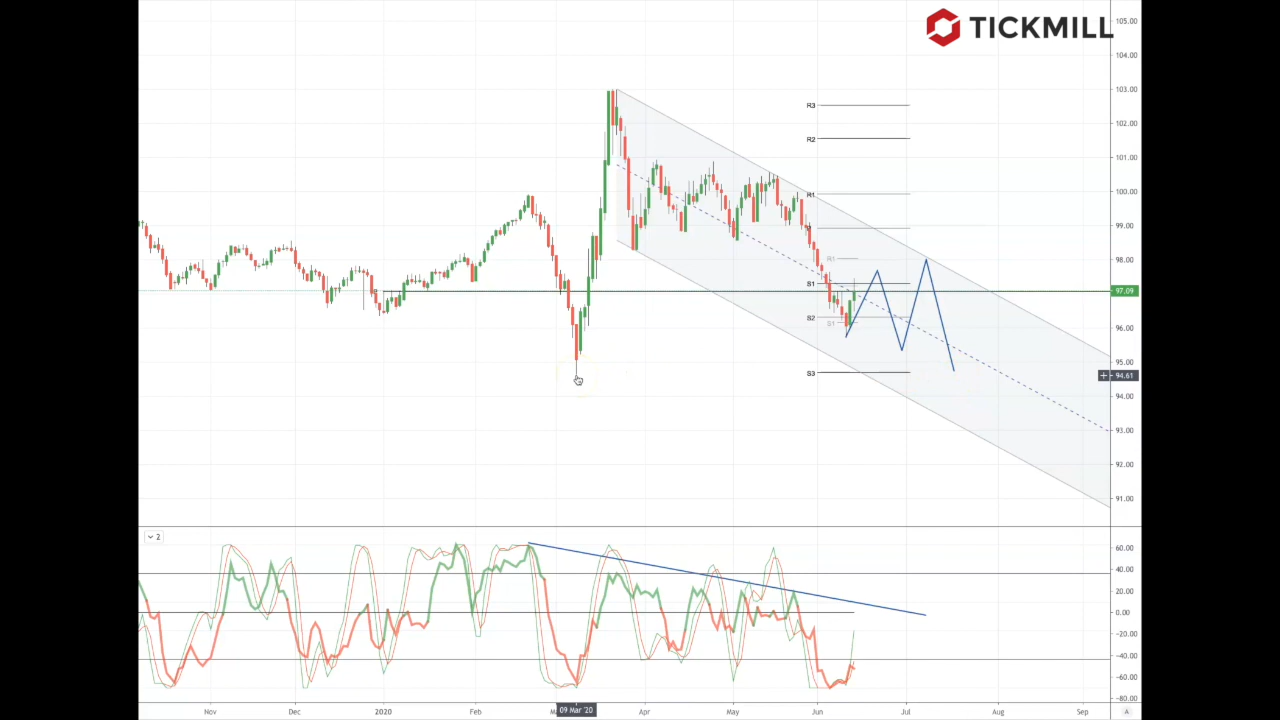 TICKMILL
105.00
104.00
103.00
102.00
101.00
100.00
99.00
98.00
97.09
96.00
95.00
94.61
94.00
93.00
92.00
91.00
R3
R2
R1
P
R1
S1
S2
S1
S3
2
60.00
40.00
20.00
0.00
-20.00
-40.00
-60.00
-80.00
Nov
Dec
2020
Feb
09 Mar '20
Apr
May
Jun
Jul
Aug
Sep
A